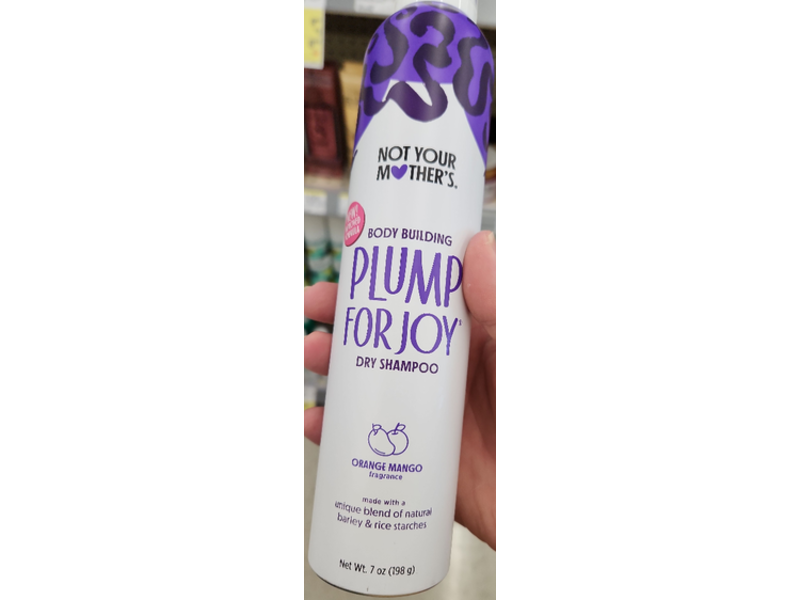 NOT YOUR
M♥THER'S.
BODY BUILDING
PLUMP
FOR JOY
DRY SHAMPOO
ORANGE MANGO
fragrance
made with a
unique blend of natural
barley & rice starches
Net Wt. 7 oz (198 g)